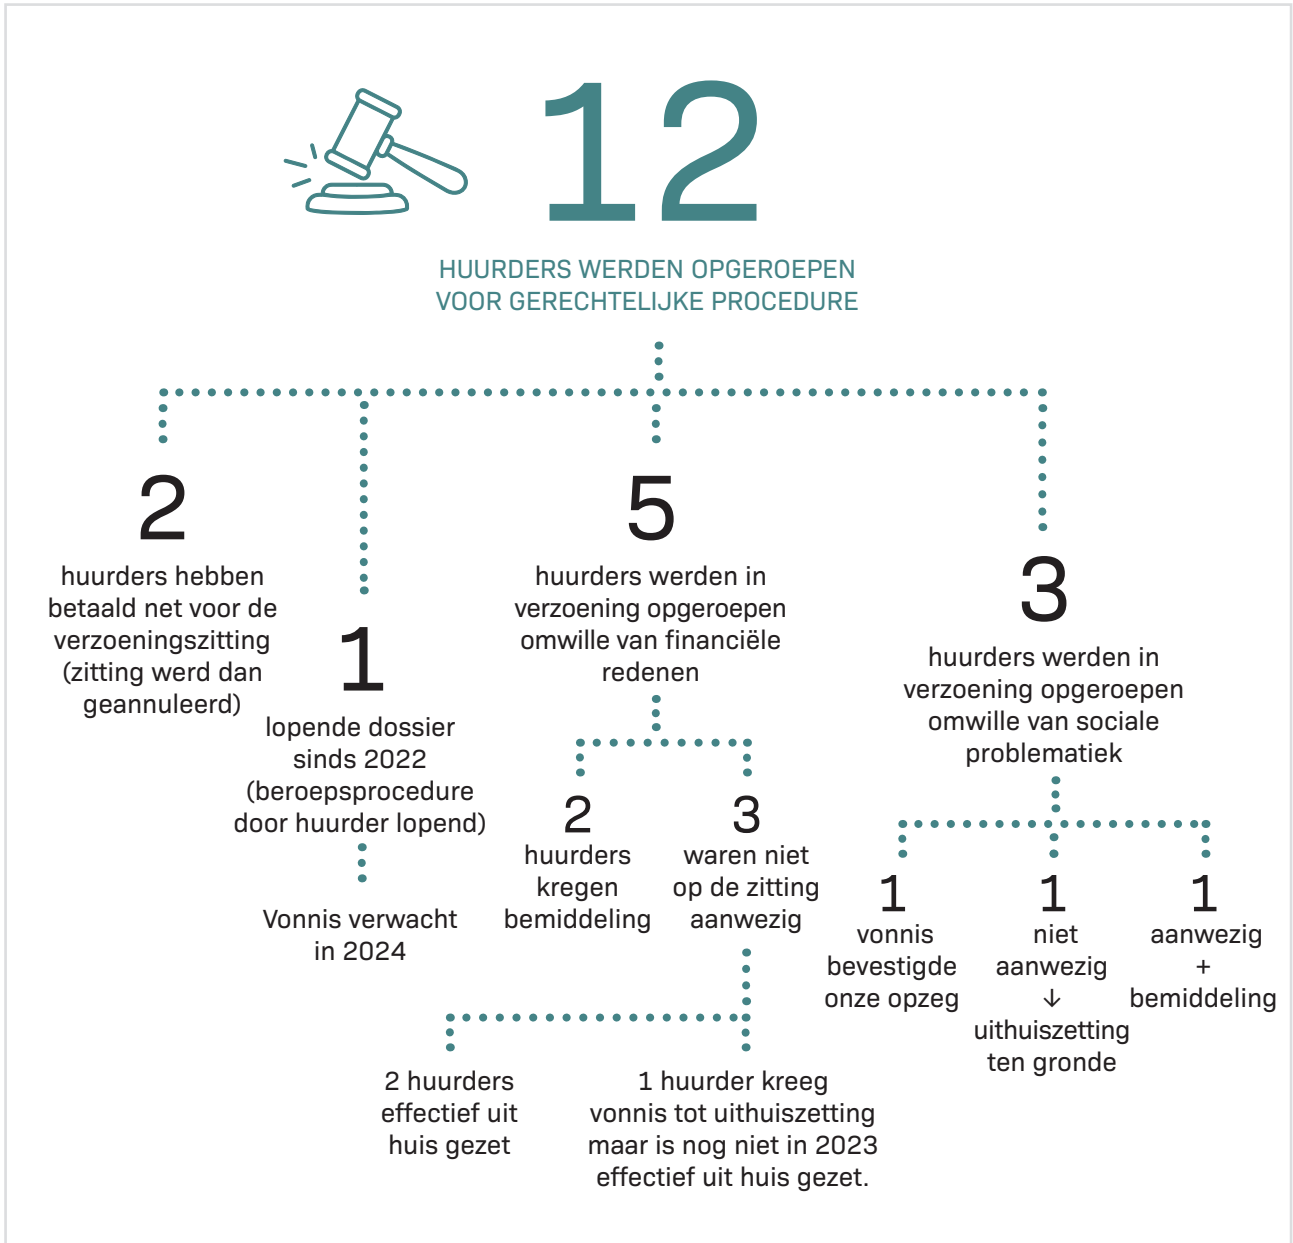 12
HUURDERS WERDEN OPGEROEPEN
VOOR GERECHTELIJKE PROCEDURE
2
huurders hebben
betaald net voor de
verzoeningszitting
(zitting werd dan
geannuleerd)
1
lopende dossier
sinds 2022
(beroepsprocedure
door huurder lopend)
Vonnis verwacht
in 2024
5
huurders werden in
verzoening opgeroepen
omwille van financiële
redenen
2
huurders
kregen
bemiddeling
3
waren niet
op de zitting
aanwezig
2 huurders
effectief uit
huis gezet
1 huurder kreeg
vonnis tot uithuiszetting
maar is nog niet in 2023
effectief uit huis gezet.
3
huurders werden in
verzoening opgeroepen
omwille van sociale
problematiek
1
vonnis
bevestigde
onze opzeg
1
niet
aanwezig
↓
uithuiszetting
ten gronde
1
aanwezig
+
bemiddeling